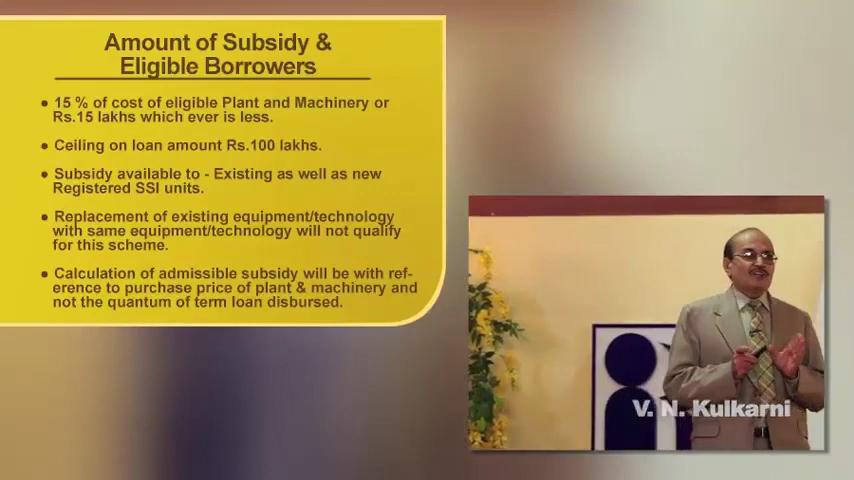 Amount of Subsidy &
Eligible Borrowers
● 15 % of cost of eligible Plant and Machinery or
Rs.15 lakhs which ever is less.
● Ceiling on loan amount Rs.100 lakhs.
● Subsidy available to - Existing as well as new
Registered SSI units.
● Replacement of existing equipment/technology
with same equipment/technology will not qualify
for this scheme.
● Calculation of admissible subsidy will be with ref-
erence to purchase price of plant & machinery and
not the quantum of term loan disbursed.
V. N. Kulkarni